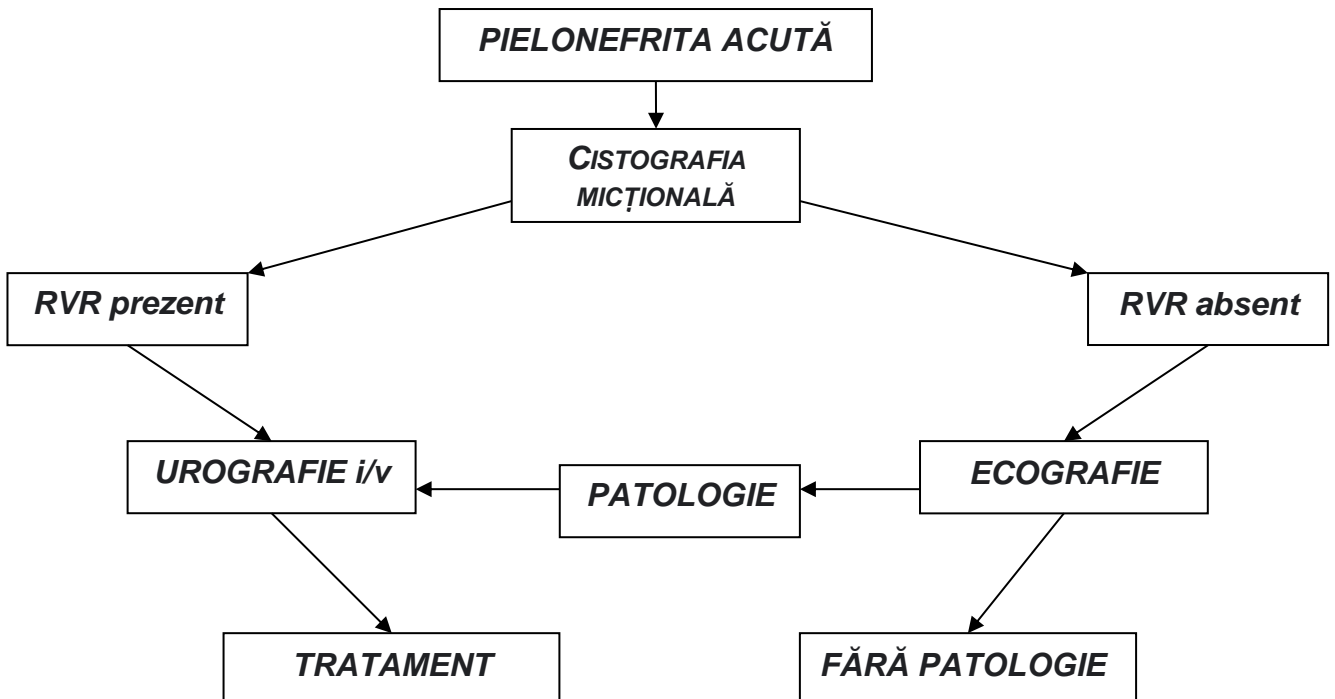 PIELONEFRITA ACUTĂ
CISTOGRAFIA
MICȚIONALĂ
RVR prezent
RVR absent
UROGRAFIE i/v
PATOLOGIE
ECOGRAFIE
TRATAMENT
FĂRĂ PATOLOGIE